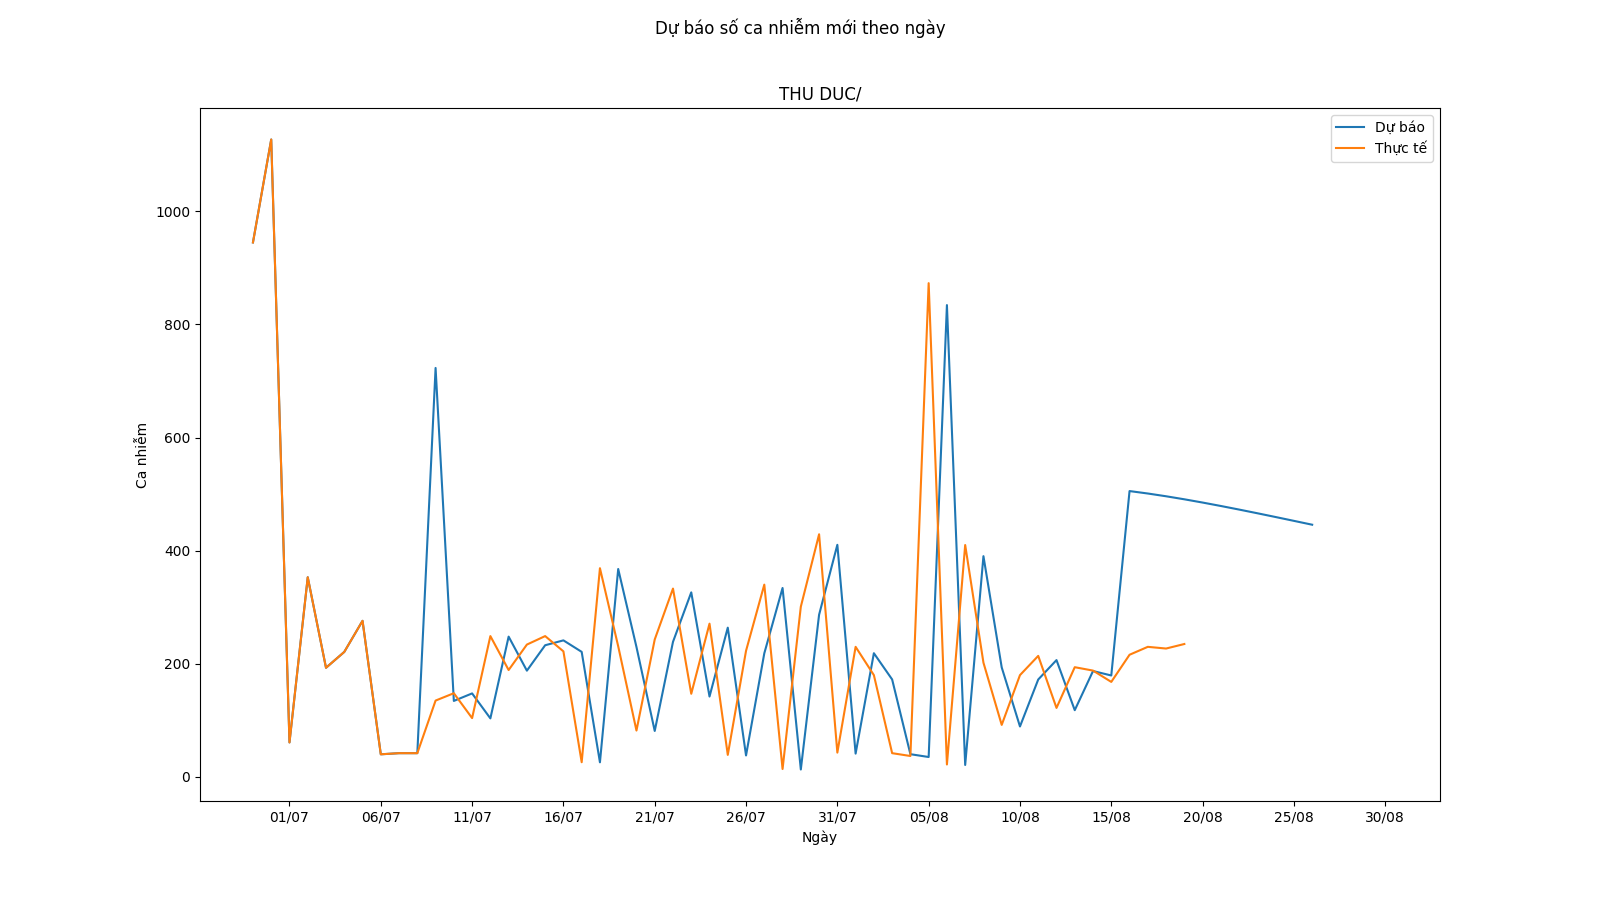 Dự báo số ca nhiễm mới theo ngày
THU DUC/
Dự báo
Thực tế
1000
800
600
400
200
0
Ca nhiễm
01/07 06/07 11/07 16/07 21/07 26/07 31/07 05/08 10/08 15/08 20/08 25/08 30/08
Ngày